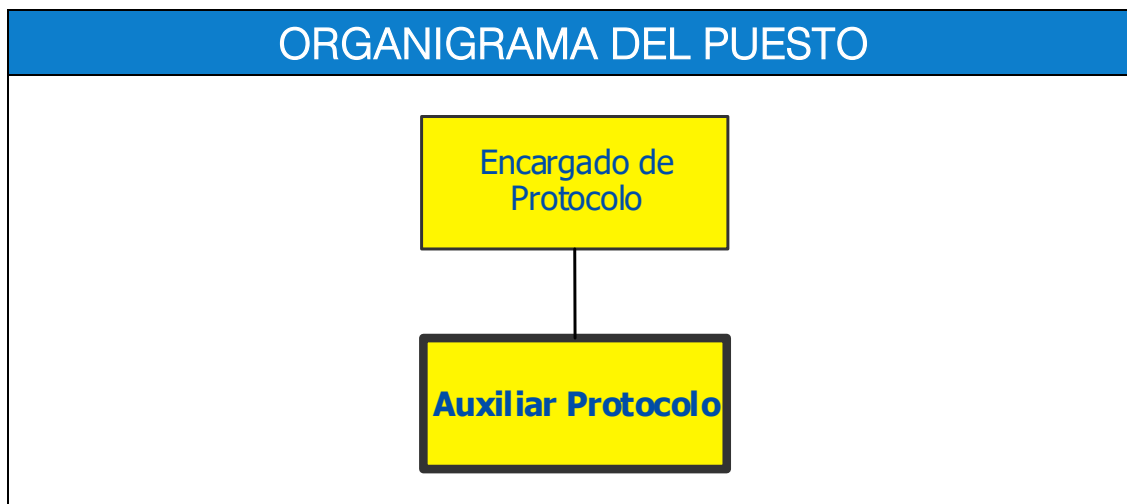 ORGANIGRAMA DEL PUESTO
Encargado de
Protocolo
Auxiliar Protocolo